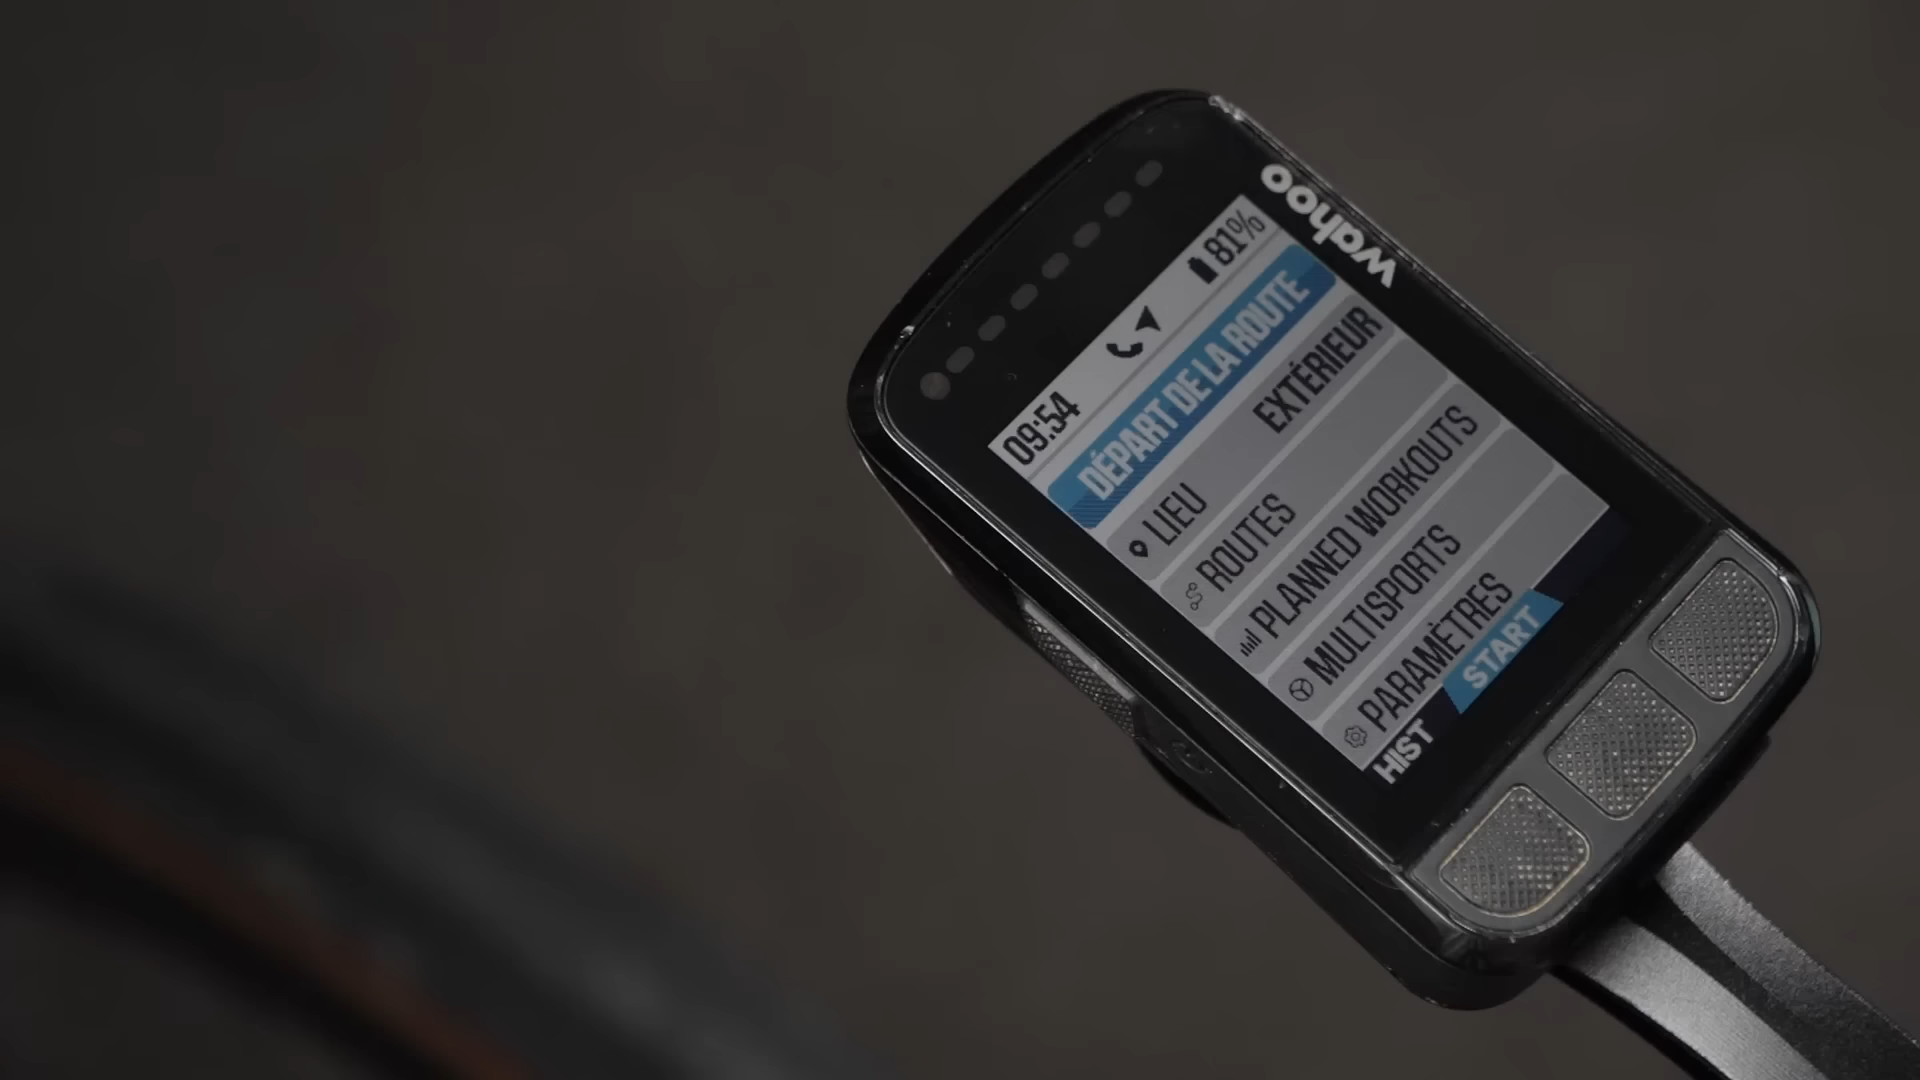 wahoo
09:54 81%
DÉPART DE LA ROUTE
LIEU EXTÉRIEUR
ROUTES
PLANNED WORKOUTS
MULTISPORTS
PARAMÈTRES
HIST START